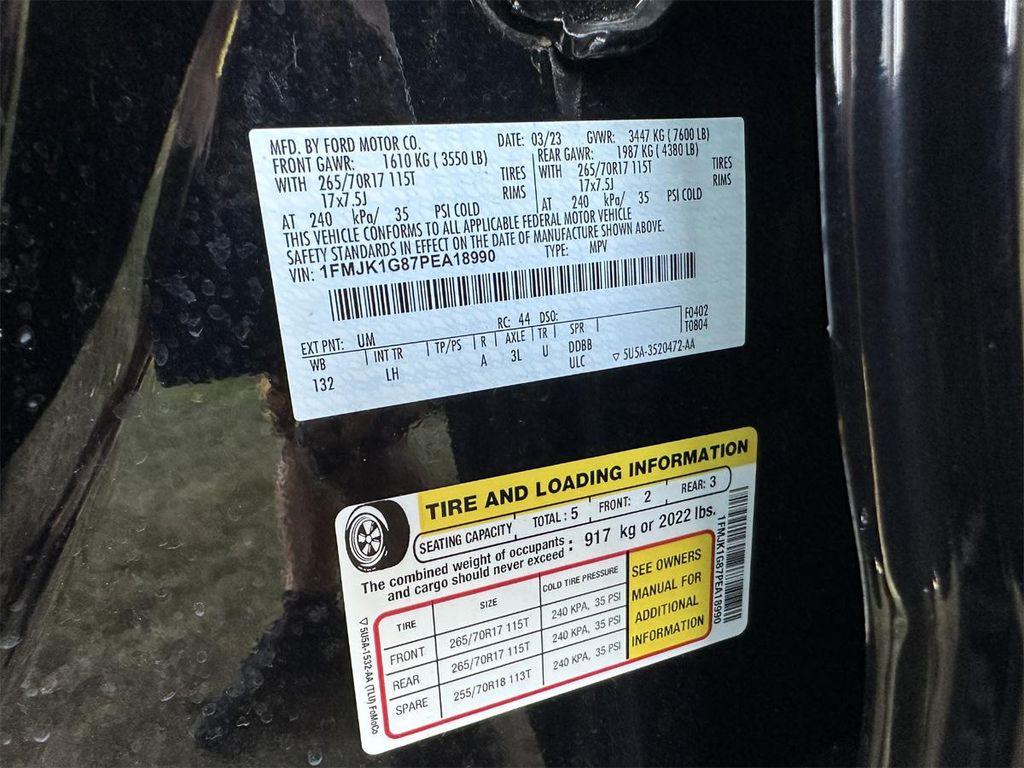 MFD. BY FORD MOTOR CO.
DATE: 03/23 GVWR: 3447 KG ( 7600 LB)
FRONT GAWR: 1610 KG ( 3550 LB)
REAR GAWR: 1987 KG ( 4380 LB)
WITH 265/70R17 115T TIRES
WITH 265/70R17 115T TIRES
17x7.5J RIMS
17x7.5J RIMS
AT 240 kPa/ 35 PSI COLD
AT 240 kPa/ 35 PSI COLD
THIS VEHICLE CONFORMS TO ALL APPLICABLE FEDERAL MOTOR VEHICLE
SAFETY STANDARDS IN EFFECT ON THE DATE OF MANUFACTURE SHOWN ABOVE.
VIN: 1FMJK1G87PEA18990 TYPE: MPV
EXT PNT: UM RC: 44 DSO: F0402
T0804
WB INT TR TP/PS R AXLE TR SPR
132 LH A 3L U DDBB
ULC ▽ 5U5A-3520472-AA
TIRE AND LOADING INFORMATION
SEATING CAPACITY TOTAL: 5 FRONT: 2 REAR: 3
The combined weight of occupants
and cargo should never exceed : 917 kg or 2022 lbs.
TIRE SIZE COLD TIRE PRESSURE
FRONT 265/70R17 115T 240 KPA, 35 PSI
REAR 265/70R17 115T 240 KPA, 35 PSI
SPARE 255/70R18 113T 240 KPA, 35 PSI
SEE OWNERS
MANUAL FOR
ADDITIONAL
INFORMATION
1FMJK1G87PEA18990
▽ 5U5A-1532-AA (TLU) FoMoCo